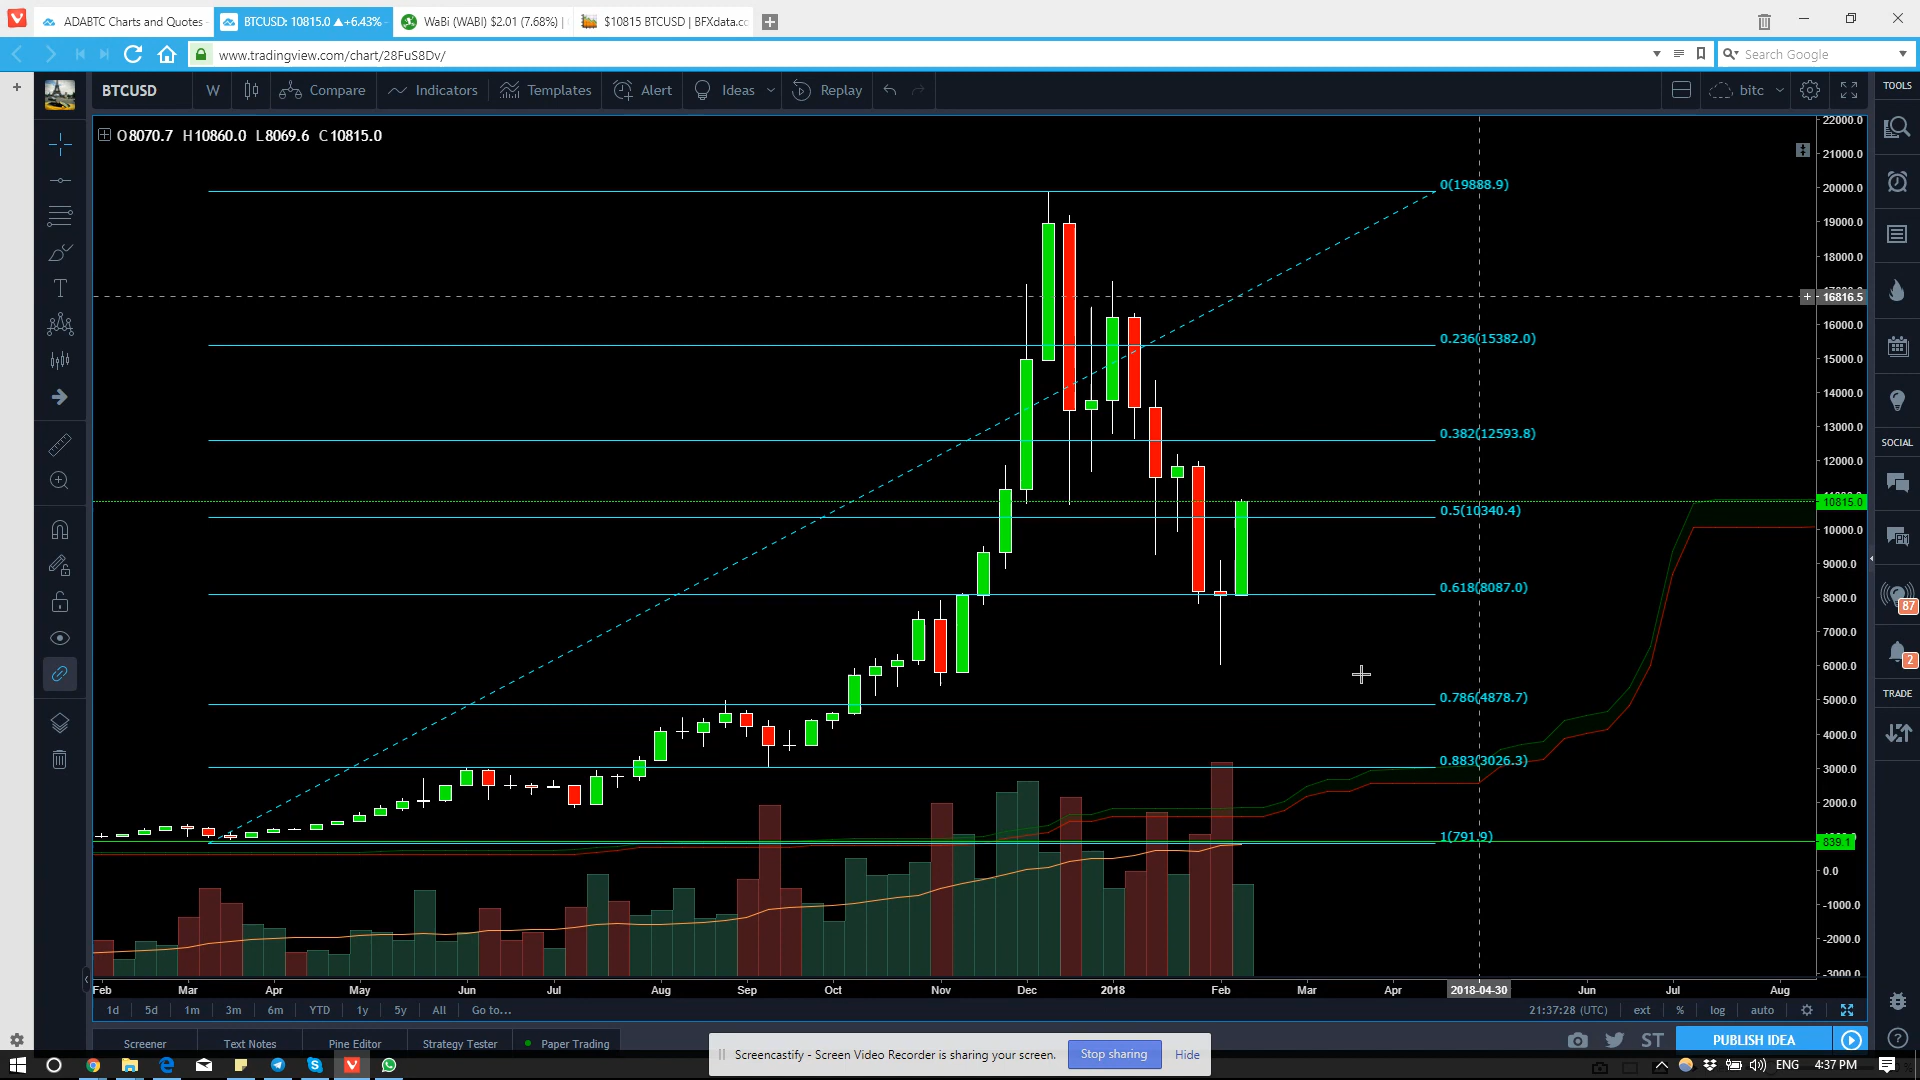 ADABTC Charts and Quotes
BTCUSD: 10815.0 ▲+6.43%
WaBi (WABI) $2.01 (7.68%) |
$10815 BTCUSD | BFXdata.cc
www.tradingview.com/chart/28FuS8Dv/
Search Google
BTCUSD
W
Compare
Indicators
Templates
Alert
Ideas
Replay
bitc
TOOLS
O8070.7 H10860.0 L8069.6 C10815.0
22000.0
21000.0
0(19888.9)
20000.0
19000.0
18000.0
16816.5
16000.0
0.236(15382.0)
15000.0
14000.0
0.382(12593.8)
13000.0
SOCIAL
12000.0
10815.0
0.5(10340.4)
10000.0
9000.0
0.618(8087.0)
8000.0
87
7000.0
6000.0
2
0.786(4878.7)
5000.0
TRADE
4000.0
0.883(3026.3)
3000.0
2000.0
1(791.9)
839.1
0.0
-1000.0
-2000.0
-3000.0
Feb Mar Apr May Jun Jul Aug Sep Oct Nov Dec 2018 Feb Mar Apr 2018-04-30 Jun Jul Aug
1d 5d 1m 3m 6m YTD 1y 5y All Go to... 21:37:28 (UTC) ext % log auto
Screener Text Notes Pine Editor Strategy Tester Paper Trading
ST PUBLISH IDEA
Screencastify - Screen Video Recorder is sharing your screen. Stop sharing Hide
ENG 4:37 PM